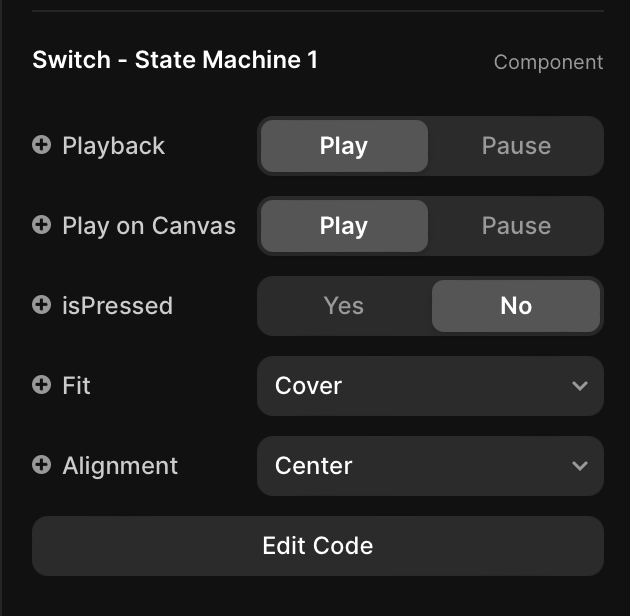 Switch - State Machine 1 Component
Playback Play Pause
Play on Canvas Play Pause
isPressed Yes No
Fit Cover
Alignment Center
Edit Code